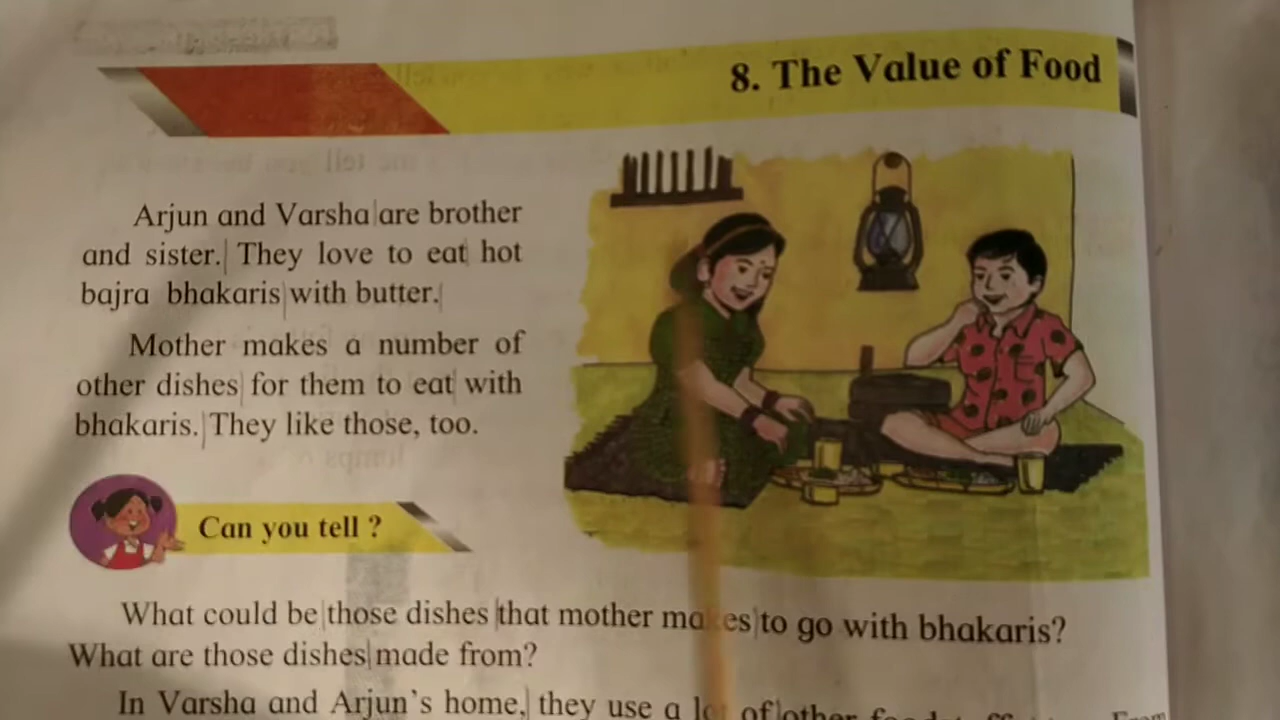 8. The Value of Food
Arjun and Varsha are brother
and sister. They love to eat hot
bajra bhakaris with butter.
Mother makes a number of
other dishes for them to eat with
bhakaris. They like those, too.
Can you tell ?
What could be those dishes that mother makes to go with bhakaris?
What are those dishes made from?
In Varsha and Arjun's home, they use a lot of other